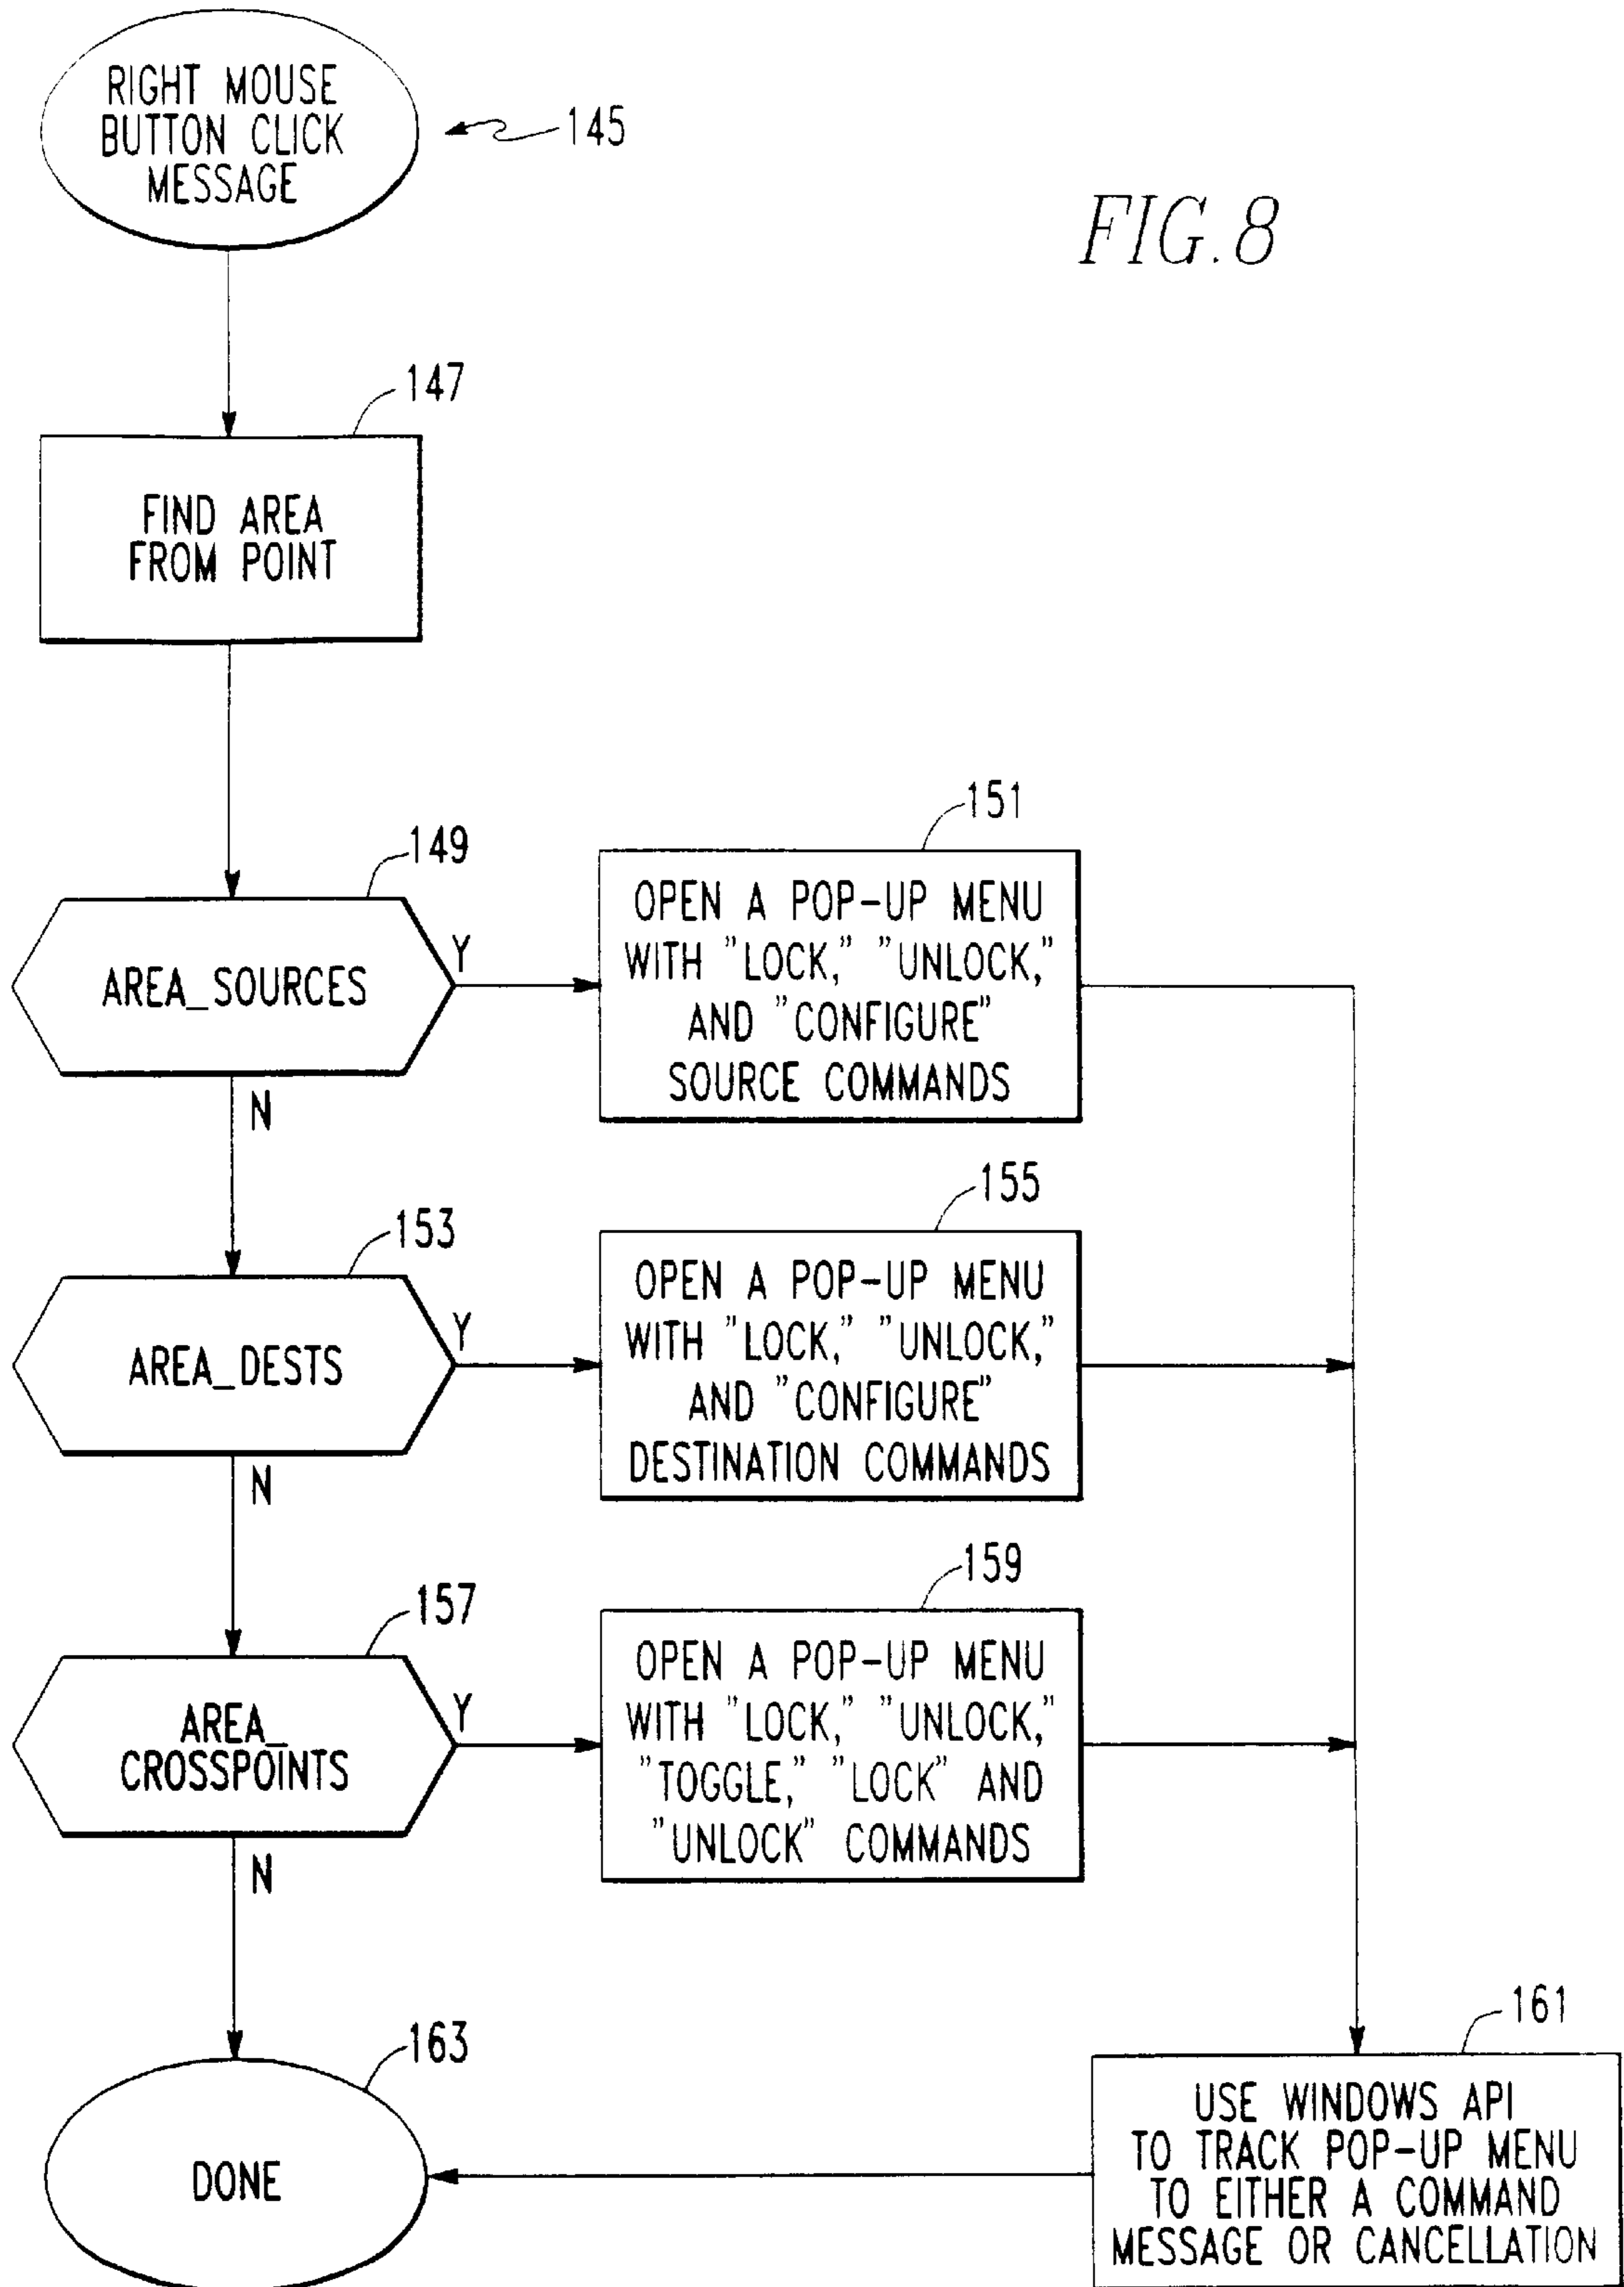 RIGHT MOUSE
BUTTON CLICK
MESSAGE
145
FIG.8
147
FIND AREA
FROM POINT
149
AREA_SOURCES
Y
N
151
OPEN A POP-UP MENU
WITH "LOCK," "UNLOCK,"
AND "CONFIGURE"
SOURCE COMMANDS
153
AREA_DESTS
Y
N
155
OPEN A POP-UP MENU
WITH "LOCK," "UNLOCK,"
AND "CONFIGURE"
DESTINATION COMMANDS
157
AREA_
CROSSPOINTS
Y
N
159
OPEN A POP-UP MENU
WITH "LOCK," "UNLOCK,"
"TOGGLE," "LOCK" AND
"UNLOCK" COMMANDS
161
USE WINDOWS API
TO TRACK POP-UP MENU
TO EITHER A COMMAND
MESSAGE OR CANCELLATION
163
DONE